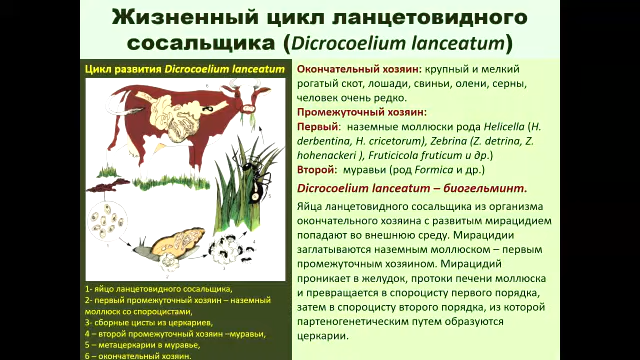 Жизненный цикл ланцетовидного
сосальщика (Dicrocoelium lanceatum)
Цикл развития Dicrocoelium lanceatum
1- яйцо ланцетовидного сосальщика,
2- первый промежуточный хозяин – наземный
моллюск со спороцистами,
3- сборные цисты из церкариев,
4 – второй промежуточный хозяин –муравьи,
5 – метацеркарии в муравье,
6 – окончательный хозяин.
Окончательный хозяин: крупный и мелкий
рогатый скот, лошади, свиньи, олени, серны,
человек очень редко.
Промежуточный хозяин:
Первый: наземные моллюски рода Helicella (H.
derbentina, H. cricetorum), Zebrina (Z. detrina, Z.
hohenackeri ), Fruticicola fruticum и др.)
Второй: муравьи (род Formica и др.)
Dicrocoelium lanceatum – биогельминт.
Яйца ланцетовидного сосальщика из организма
окончательного хозяина с развитым мирацидием
попадают во внешнюю среду. Мирацидии
заглатываются наземным моллюском – первым
промежуточным хозяином. Мирацидий
проникает в желудок, протоки печени моллюска
и превращается в спороцисту первого порядка,
затем в спороцисту второго порядка, из которой
партеногенетическим путем образуются
церкарии.